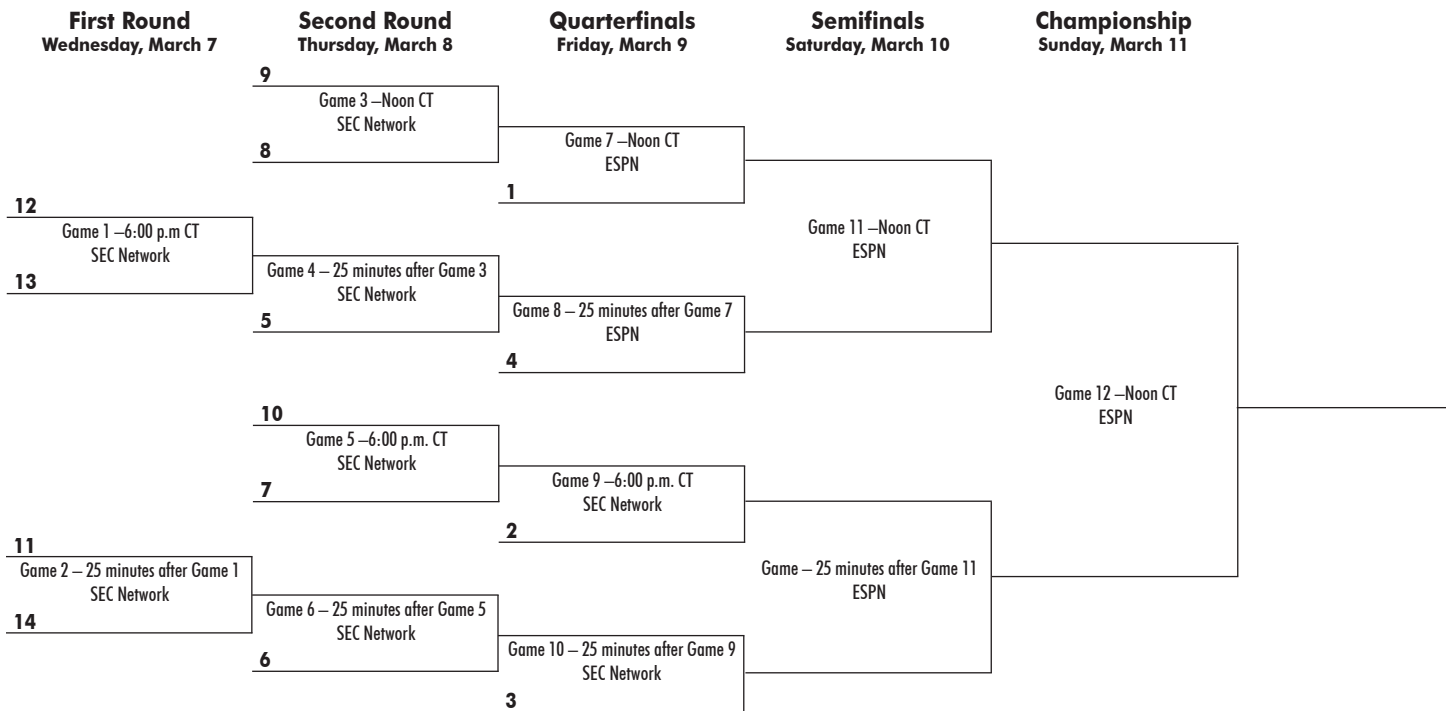 First Round
Wednesday, March 7
Second Round
Thursday, March 8
Quarterfinals
Friday, March 9
Semifinals
Saturday, March 10
Championship
Sunday, March 11
9
Game 3 –Noon CT
SEC Network
8
Game 7 –Noon CT
ESPN
1
12
Game 1 –6:00 p.m CT
SEC Network
13
Game 11 –Noon CT
ESPN
Game 4 – 25 minutes after Game 3
SEC Network
5
Game 8 – 25 minutes after Game 7
ESPN
4
Game 12 –Noon CT
ESPN
10
Game 5 –6:00 p.m. CT
SEC Network
7
Game 9 –6:00 p.m. CT
SEC Network
2
11
Game 2 – 25 minutes after Game 1
SEC Network
14
Game – 25 minutes after Game 11
ESPN
Game 6 – 25 minutes after Game 5
SEC Network
6
Game 10 – 25 minutes after Game 9
SEC Network
3